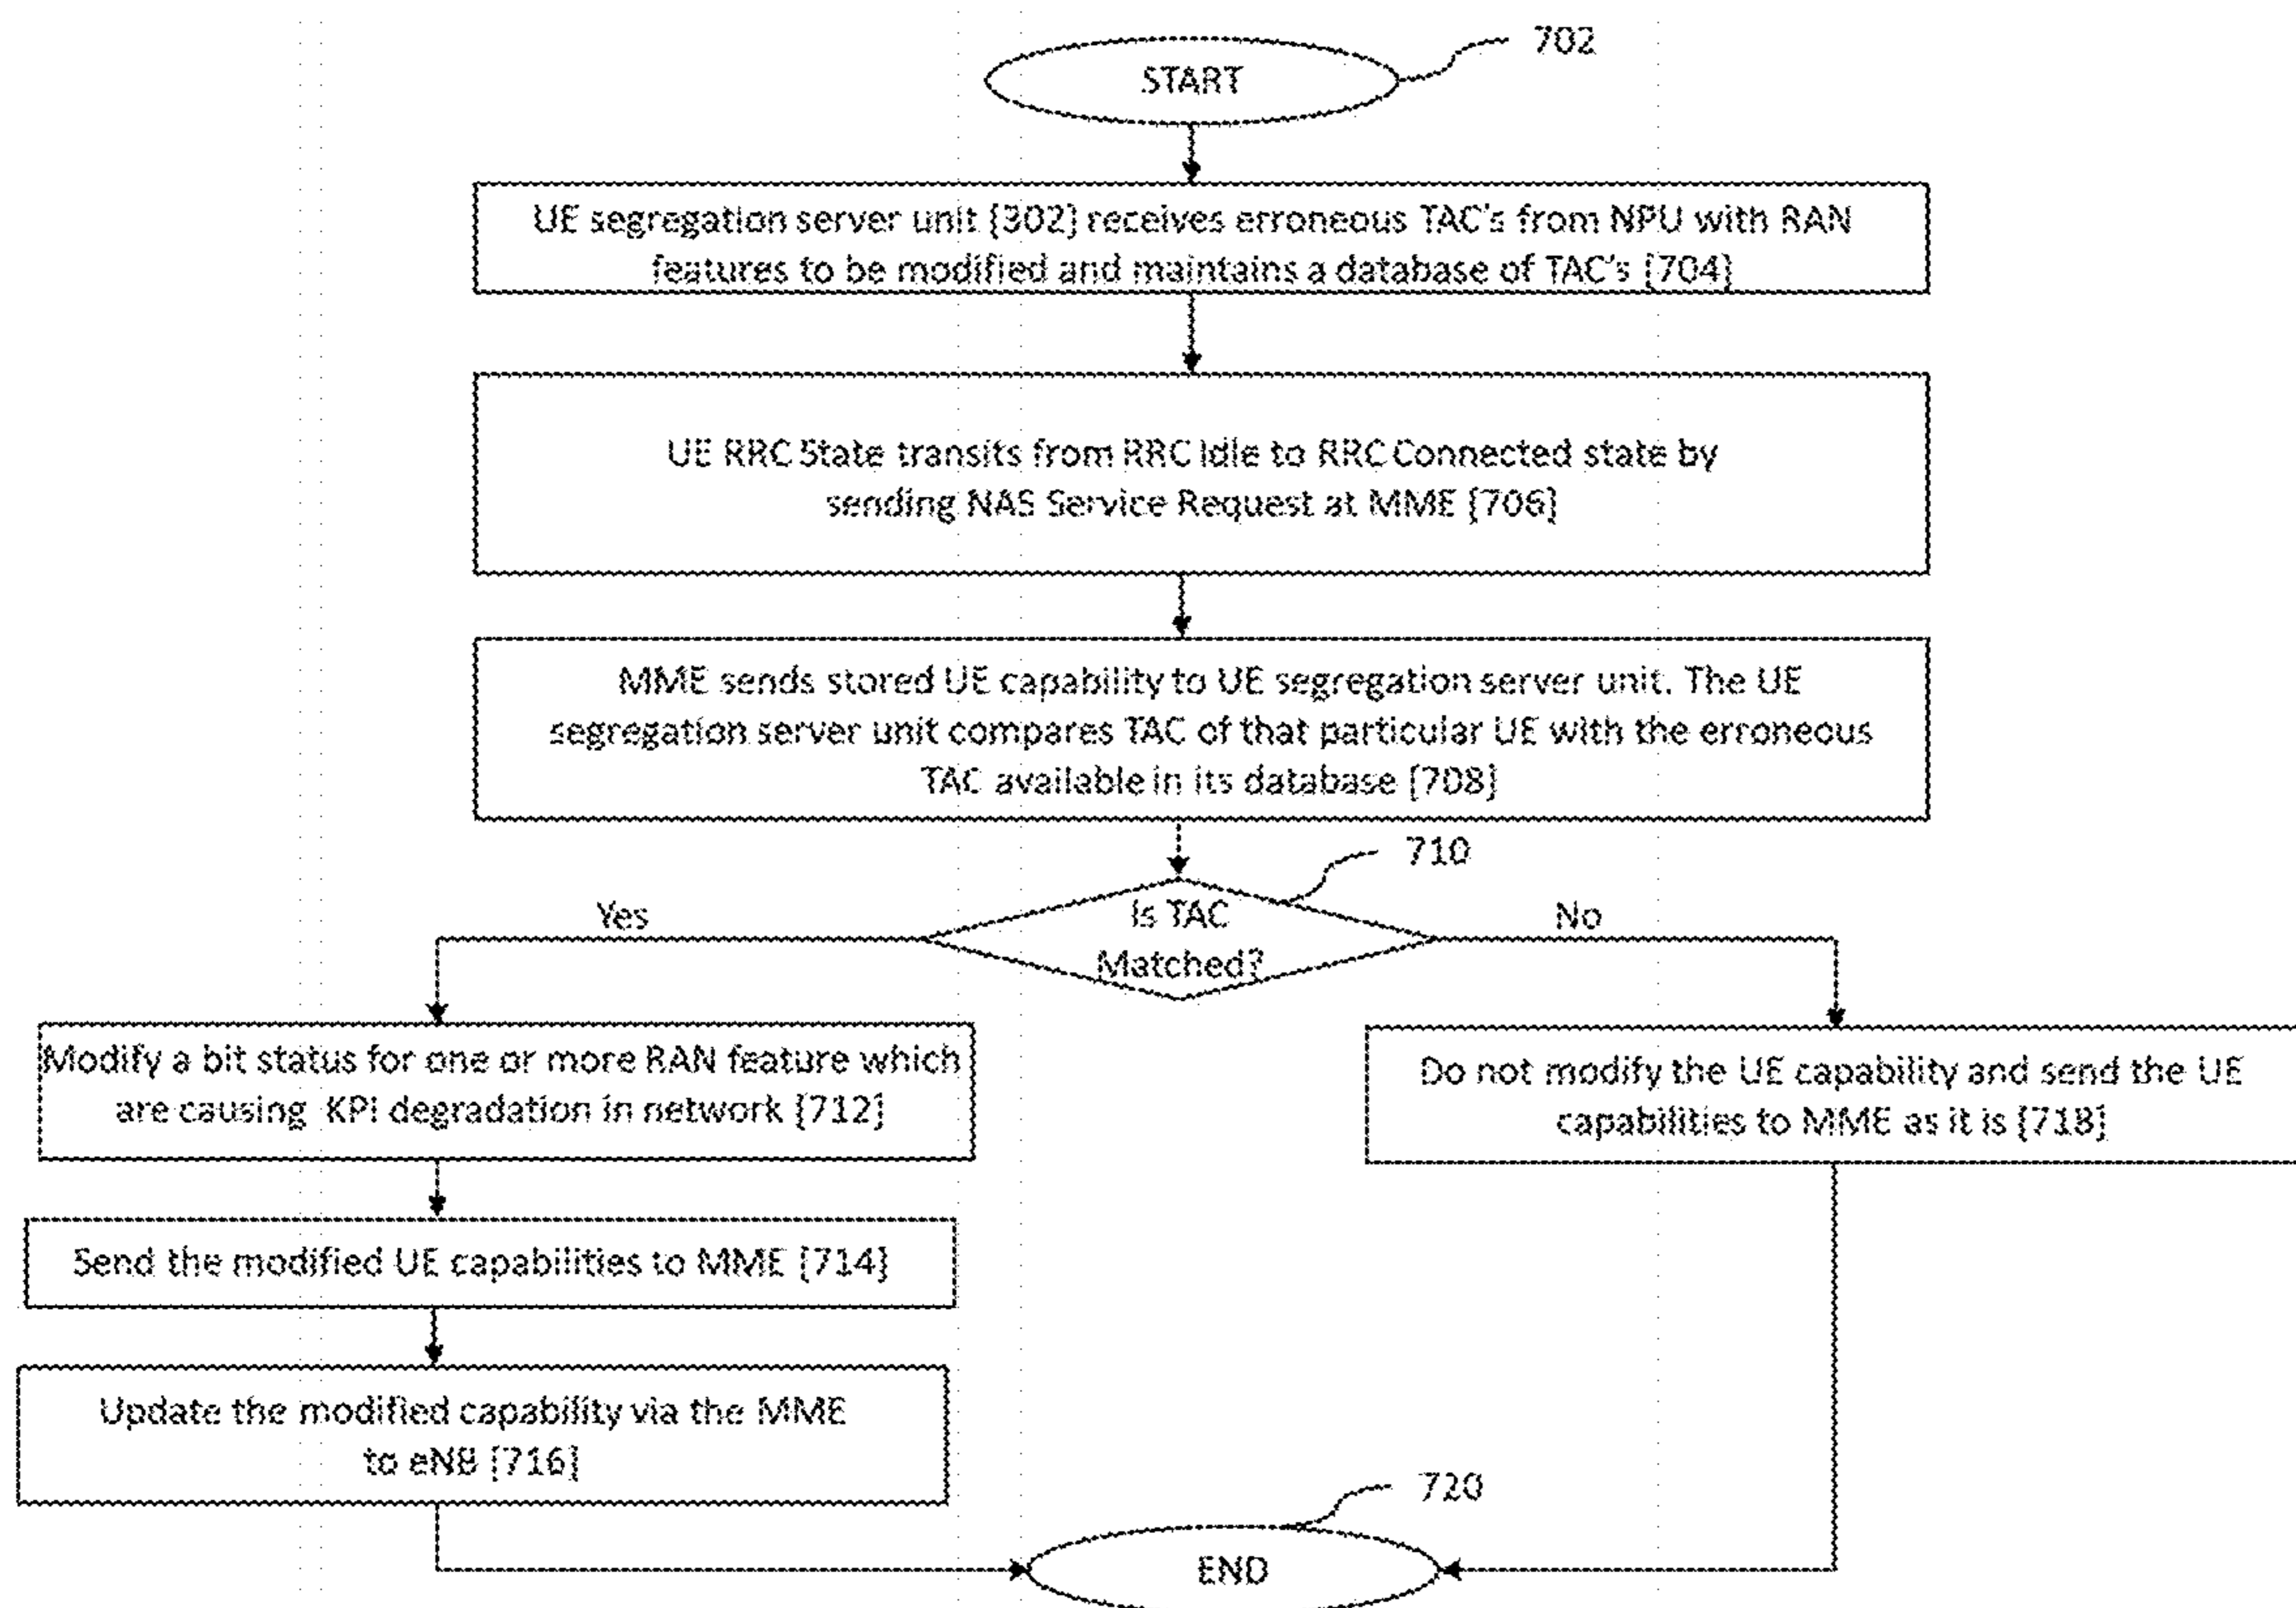 702
START
UE segregation server unit [302] receives erroneous TAC's from NPU with RAN
features to be modified and maintains a database of TAC's [704]
UE RRC State transits from RRC Idle to RRC Connected state by
sending NAS Service Request at MME [706]
MME sends stored UE capability to UE segregation server unit. The UE
segregation server unit compares TAC of that particular UE with the erroneous
TAC available in its database [708]
710
Is TAC
Matched?
Yes
No
Modify a bit status for one or more RAN feature which
are causing KPI degradation in network [712]
Do not modify the UE capability and send the UE
capabilities to MME as it is [718]
Send the modified UE capabilities to MME [714]
Update the modified capability via the MME
to eNB [716]
720
END